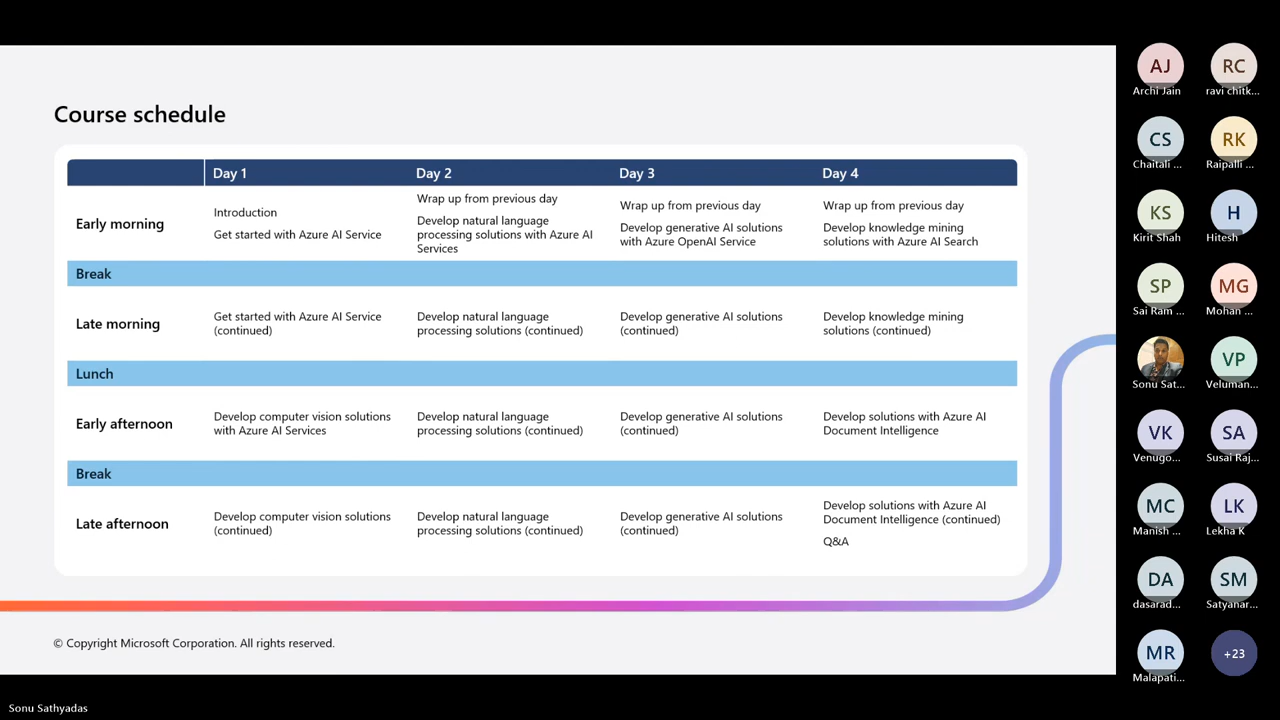 Course schedule
Day 1
Day 2
Day 3
Day 4
Early morning
Introduction
Get started with Azure AI Service
Wrap up from previous day
Develop natural language
processing solutions with Azure AI
Services
Wrap up from previous day
Develop generative AI solutions
with Azure OpenAI Service
Wrap up from previous day
Develop knowledge mining
solutions with Azure AI Search
Break
Late morning
Get started with Azure AI Service
(continued)
Develop natural language
processing solutions (continued)
Develop generative AI solutions
(continued)
Develop knowledge mining
solutions (continued)
Lunch
Early afternoon
Develop computer vision solutions
with Azure AI Services
Develop natural language
processing solutions (continued)
Develop generative AI solutions
(continued)
Develop solutions with Azure AI
Document Intelligence
Break
Late afternoon
Develop computer vision solutions
(continued)
Develop natural language
processing solutions (continued)
Develop generative AI solutions
(continued)
Develop solutions with Azure AI
Document Intelligence (continued)
Q&A
© Copyright Microsoft Corporation. All rights reserved.
Sonu Sathyadas
AJ
Archi Jain
RC
ravi chitk...
CS
Chaitali ...
RK
Raipalli ...
KS
Kirit Shah
H
Hitesh
SP
Sai Ram ...
MG
Mohan ...
Sonu Sat...
VP
Veluman...
VK
Venugo...
SA
Susai Raj...
MC
Manish ...
LK
Lekha K
DA
dasarad...
SM
Satyanar...
MR
Malapati...
+23